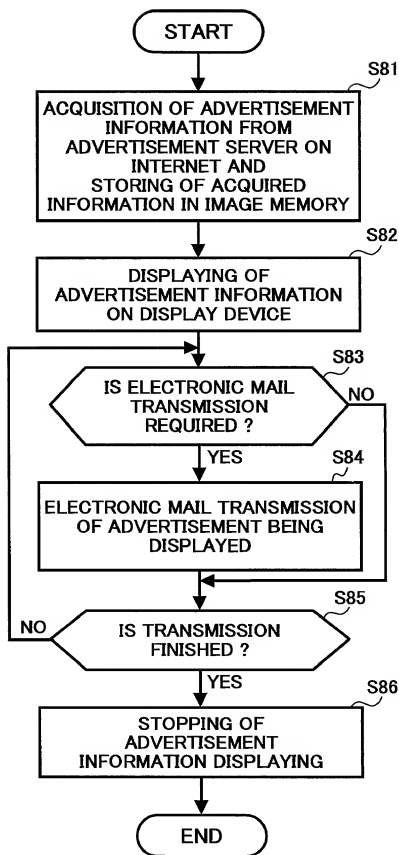 START
S81
ACQUISITION OF ADVERTISEMENT
INFORMATION FROM
ADVERTISEMENT SERVER ON
INTERNET AND
STORING OF ACQUIRED
INFORMATION IN IMAGE MEMORY
S82
DISPLAYING OF
ADVERTISEMENT INFORMATION
ON DISPLAY DEVICE
S83
IS ELECTRONIC MAIL
TRANSMISSION
REQUIRED ?
NO
YES
S84
ELECTRONIC MAIL TRANSMISSION
OF ADVERTISEMENT BEING
DISPLAYED
S85
NO
IS TRANSMISSION
FINISHED ?
YES
S86
STOPPING OF
ADVERTISEMENT
INFORMATION DISPLAYING
END